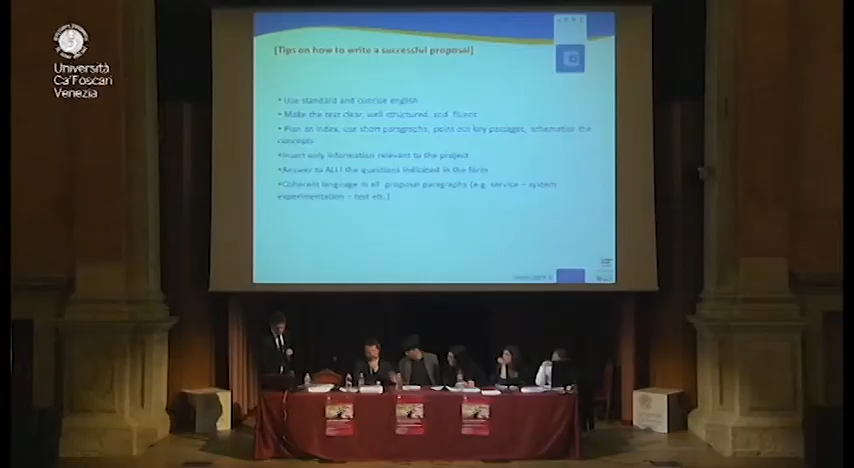 Università
Ca'Foscari
Venezia
[Tips on how to write a successful proposal]
• Use standard and concise english
• Make the text clear, well structured and fluent
• Plan an index, use short paragraphs, point out key passages, schematise the
concepts
•Insert only information relevant to the project
•Answer to ALL! the questions indicated in the form
•Coherent language in all proposal paragraphs (e.g. service – system
experimentation – test etc.)